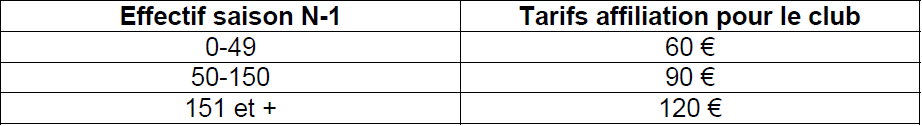 Effectif saison N-1 Tarifs affiliation pour le club
0-49 60 €
50-150 90 €
151 et + 120 €